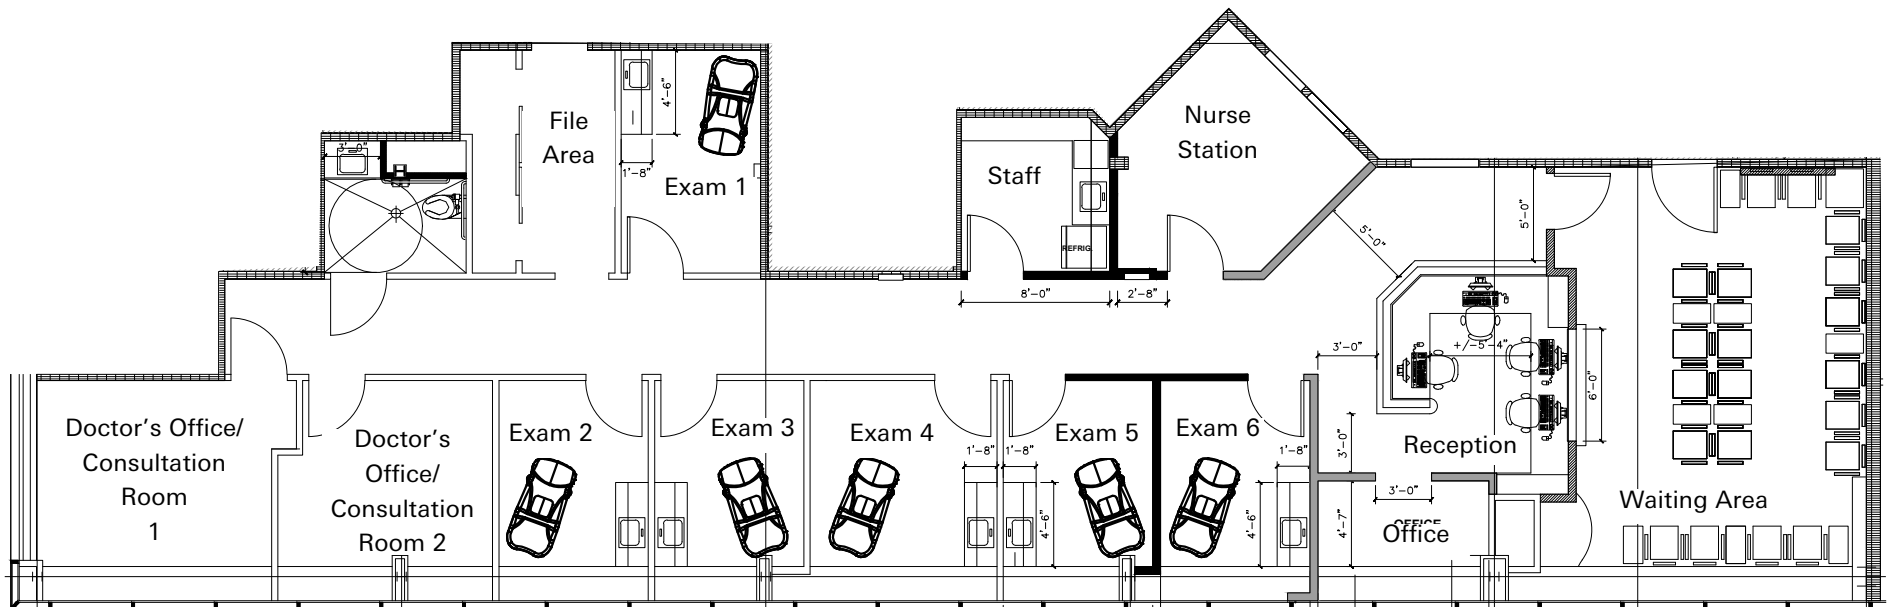 Nurse
Station
File
Area
4'-6"
3'-0"
1'-8"
Exam 1
Staff
REFRIG.
5'-0"
5'-0"
8'-0"
2'-8"
3'-0"
+/-5'-4"
6'-0"
Doctor's Office/
Consultation
Room
1
Doctor's
Office/
Consultation
Room 2
Exam 2
Exam 3
Exam 4
Exam 5
Exam 6
1'-8"
1'-8"
1'-8"
4'-6"
4'-6"
3'-0"
Reception
3'-0"
4'-7"
OFFICE
Office
Waiting Area